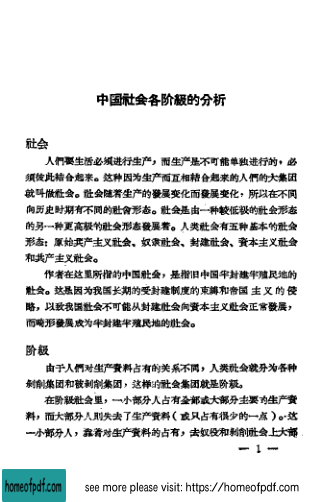 中国社会各阶級的分析
社会
人們要生活必須进行生产，而生产是不可能单独进行的，必
須彼此結合起来。这种因为生产而互相結合起来的人們的大集团
就叫做社会。社会随着生产的發展变化而發展变化，所以在不同
的历史时期有不同的社会形态。社会是由一种較低級的社会形态
的另一种更高級的社会形态發展着。人类社会有五种基本的社会
形态：原始共产主义社会、奴隶社会、封建社会、資本主义社会
和共产主义社会。
作者在这里所指的中国社会，是指旧中国半封建半殖民地的
社会。这是因为我国长期的受封建制度的束縛和帝国主义的侵
略，以致我国社会不可能从封建社会向資本主义社会正常發展，
而畸形發展成为半封建半殖民地的社会。
阶級
由于人們对生产資料占有的关系不同，人类社会就分为各种
剥削集团和被剥削集团，这样的社会集团就是阶級。
在阶級社会里，一小部分人占有全部或大部分主要的生产資
料，而大部分人則失去了生产資料（或只占有很少的一点）。这
一小部分人，靠着对生产資料的占有，去奴役和剥削社会上大部
— 1 —
homeofpdf.com
see more please visit: https://homeofpdf.com